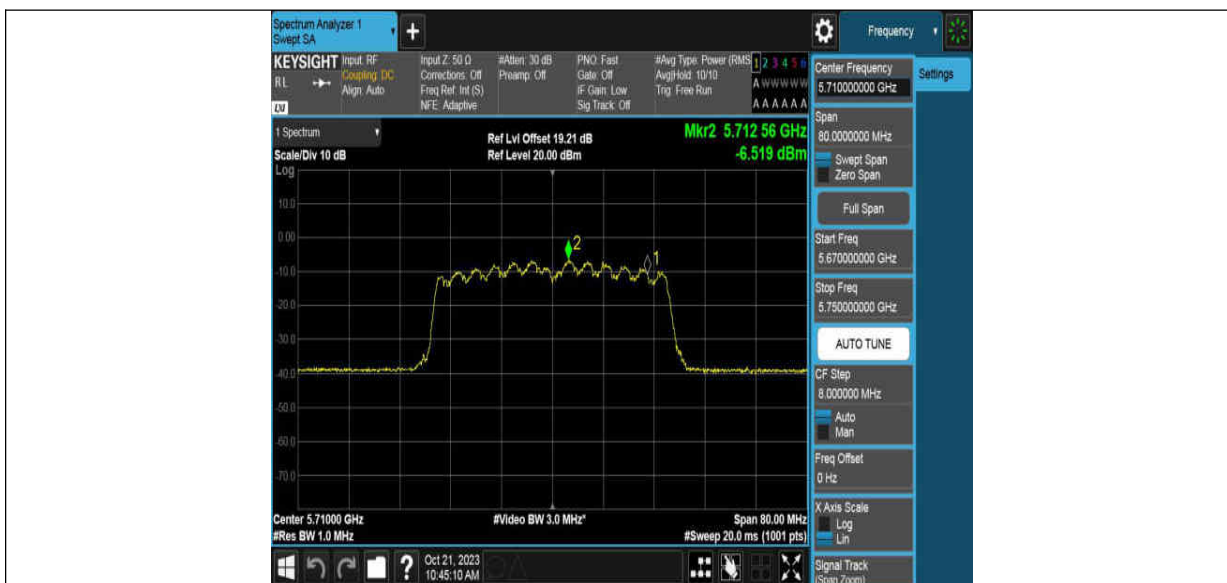 Spectrum Analyzer 1
Swept SA
+
Frequency
KEYSIGHT
RL
LXI
Input: RF
Coupling: DC
Align: Auto
Input Z: 50 Ω
Corrections: Off
Freq Ref: Int (S)
NFE: Adaptive
#Atten: 30 dB
Preamp: Off
PNO: Fast
Gate: Off
IF Gain: Low
Sig Track: Off
#Avg Type: Power (RMS
Avg|Hold: 10/10
Trig: Free Run
1 2 3 4 5 6
A W W W W W
A A A A A A
1 Spectrum
Scale/Div 10 dB
Ref Lvl Offset 19.21 dB
Ref Level 20.00 dBm
Mkr2 5.712 56 GHz
-6.519 dBm
Log
10.0
0.00
-10.0
-20.0
-30.0
-40.0
-50.0
-60.0
-70.0
2
1
Center 5.71000 GHz
#Res BW 1.0 MHz
#Video BW 3.0 MHz*
Span 80.00 MHz
#Sweep 20.0 ms (1001 pts)
?
Oct 21, 2023
10:45:10 AM
Center Frequency
5.710000000 GHz
Settings
Span
80.0000000 MHz
Swept Span
Zero Span
Full Span
Start Freq
5.670000000 GHz
Stop Freq
5.750000000 GHz
AUTO TUNE
CF Step
8.000000 MHz
Auto
Man
Freq Offset
0 Hz
X Axis Scale
Log
Lin
Signal Track
(Span Zoom)